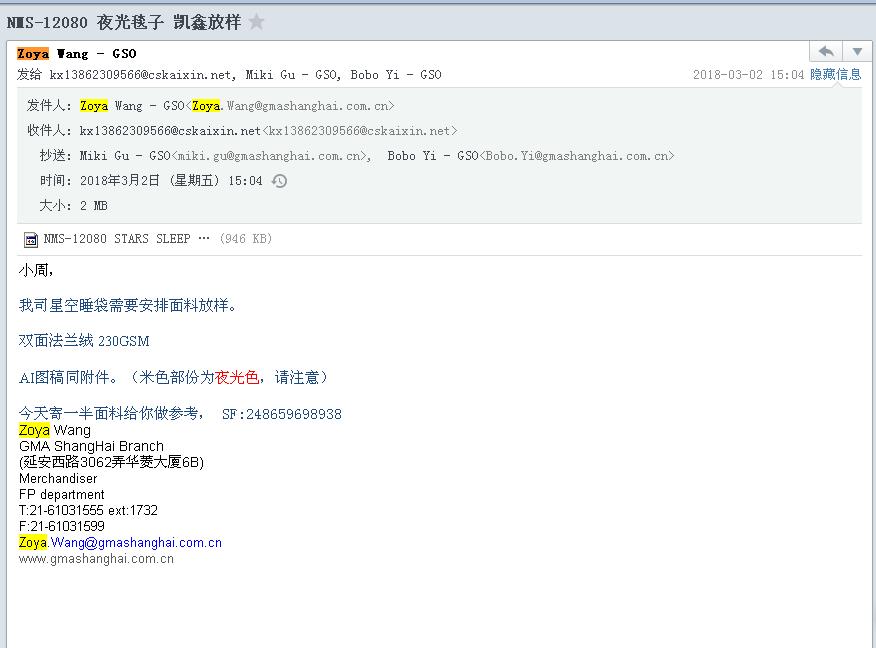 NMS-12080 夜光毯子 凯鑫放样
Zoya Wang - GSO
发给 kx13862309566@cskaixin.net, Miki Gu - GSO, Bobo Yi - GSO 2018-03-02 15:04 隐藏信息
发件人: Zoya Wang - GSO<Zoya.Wang@gmashanghai.com.cn>
收件人: kx13862309566@cskaixin.net<kx13862309566@cskaixin.net>
抄送: Miki Gu - GSO<miki.gu@gmashanghai.com.cn>, Bobo Yi - GSO<Bobo.Yi@gmashanghai.com.cn>
时间: 2018年3月2日 (星期五) 15:04
大小: 2 MB
NMS-12080 STARS SLEEP ··· (946 KB)
小周,
我司星空睡袋需要安排面料放样。
双面法兰绒 230GSM
AI图稿同附件。（米色部份为夜光色，请注意）
今天寄一半面料给你做参考， SF:248659698938
Zoya Wang
GMA ShangHai Branch
(延安西路3062弄华菱大厦6B)
Merchandiser
FP department
T:21-61031555 ext:1732
F:21-61031599
Zoya.Wang@gmashanghai.com.cn
www.gmashanghai.com.cn